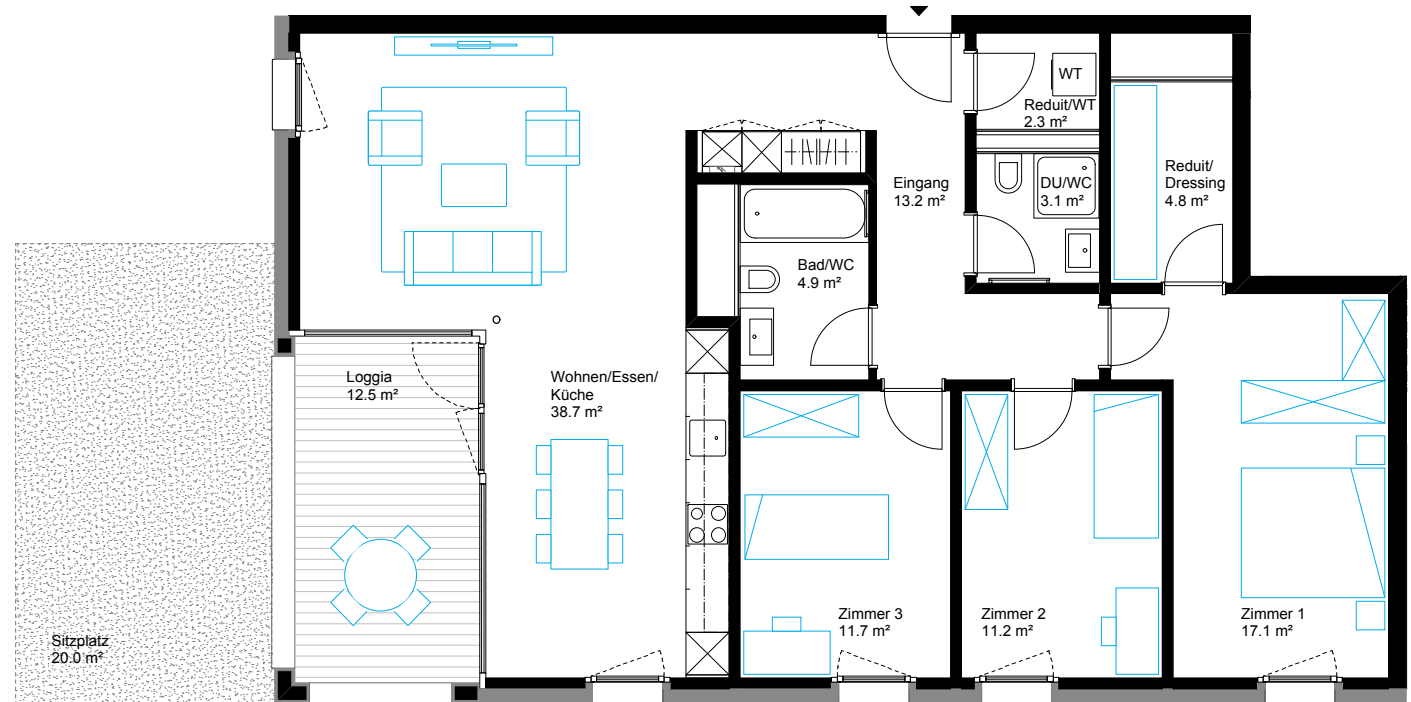 WT
Reduit/WT
2.3 m²
Reduit/
Dressing
4.8 m²
Eingang
13.2 m²
DU/WC
3.1 m²
Bad/WC
4.9 m²
Loggia
12.5 m²
Wohnen/Essen/
Küche
38.7 m²
Zimmer 3
11.7 m²
Zimmer 2
11.2 m²
Zimmer 1
17.1 m²
Sitzplatz
20.0 m²